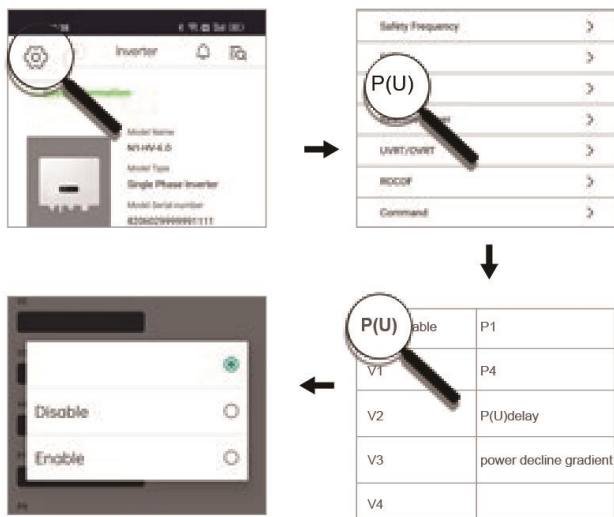 Inverter
Model Name
N1-HV-6.0
Model Type
Single Phase Inverter
Model Serial number
Safety Frequency
P(U)
UVRT/OVRT
ROCOF
Command
P(U) able
P1
V1
P4
V2
P(U)delay
V3
power decline gradient
V4
Disable
Enable